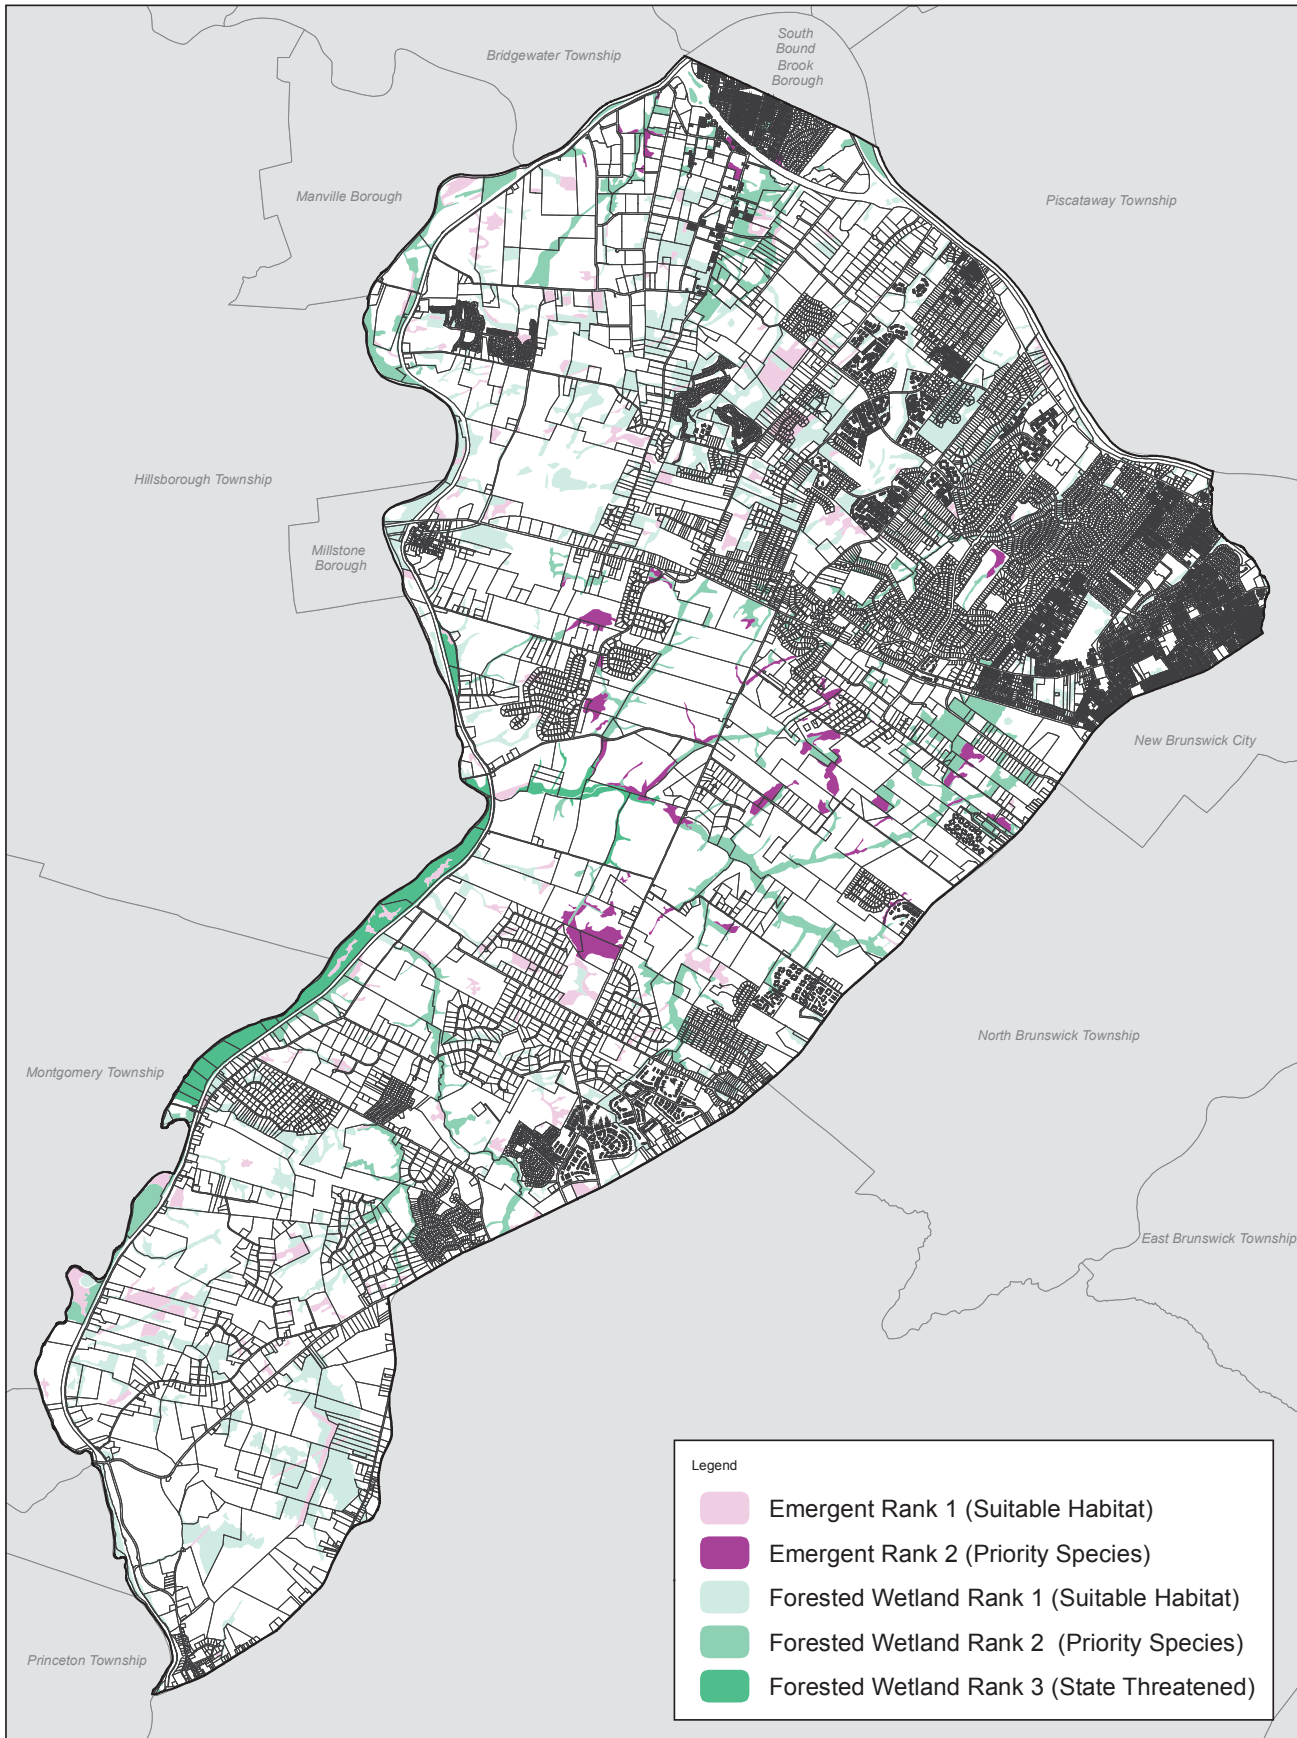 South
Bound
Brook
Borough
Bridgewater Township
Manville Borough
Piscataway Township
Hillsborough Township
Millstone
Borough
New Brunswick City
North Brunswick Township
Montgomery Township
East Brunswick Township
Princeton Township
Legend
Emergent Rank 1 (Suitable Habitat)
Emergent Rank 2 (Priority Species)
Forested Wetland Rank 1 (Suitable Habitat)
Forested Wetland Rank 2 (Priority Species)
Forested Wetland Rank 3 (State Threatened)